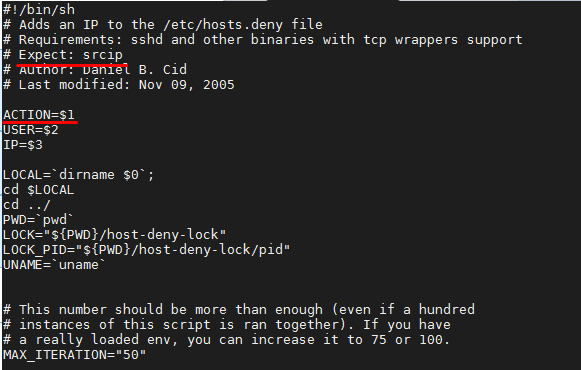 #!/bin/sh
# Adds an IP to the /etc/hosts.deny file
# Requirements: sshd and other binaries with tcp wrappers support
# Expect: srcip
# Author: Daniel B. Cid
# Last modified: Nov 09, 2005
ACTION=$1
USER=$2
IP=$3
LOCAL=`dirname $0`;
cd $LOCAL
cd ../
PWD=`pwd`
LOCK="${PWD}/host-deny-lock"
LOCK_PID="${PWD}/host-deny-lock/pid"
UNAME=`uname`
# This number should be more than enough (even if a hundred
# instances of this script is ran together). If you have
# a really loaded env, you can increase it to 75 or 100.
MAX_ITERATION="50"